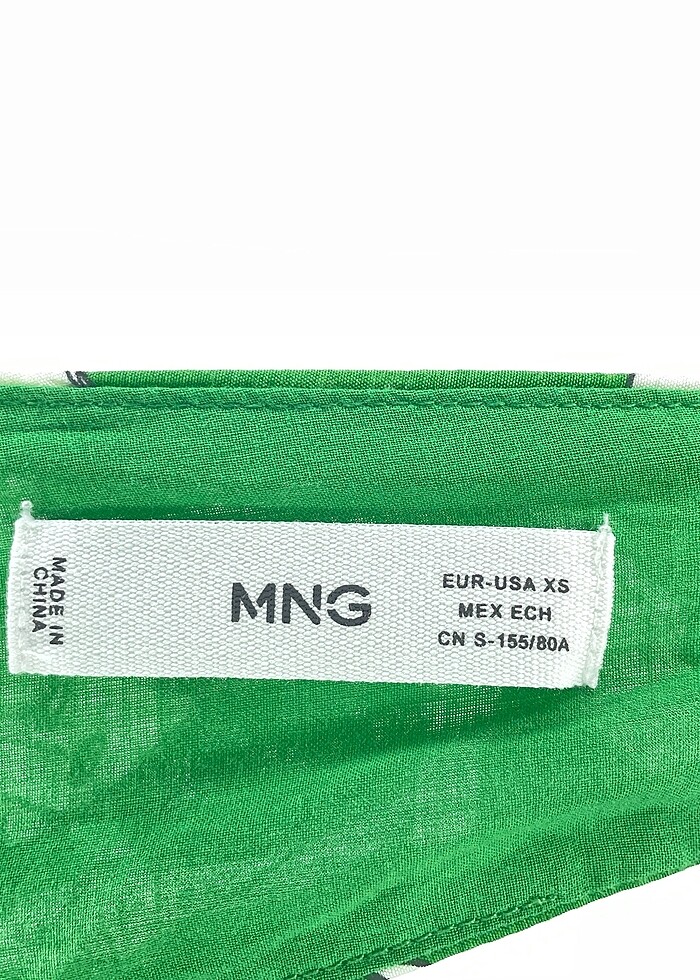 MADE IN
CHINA
MNG
EUR-USA XS
MEX ECH
CN S-155/80A